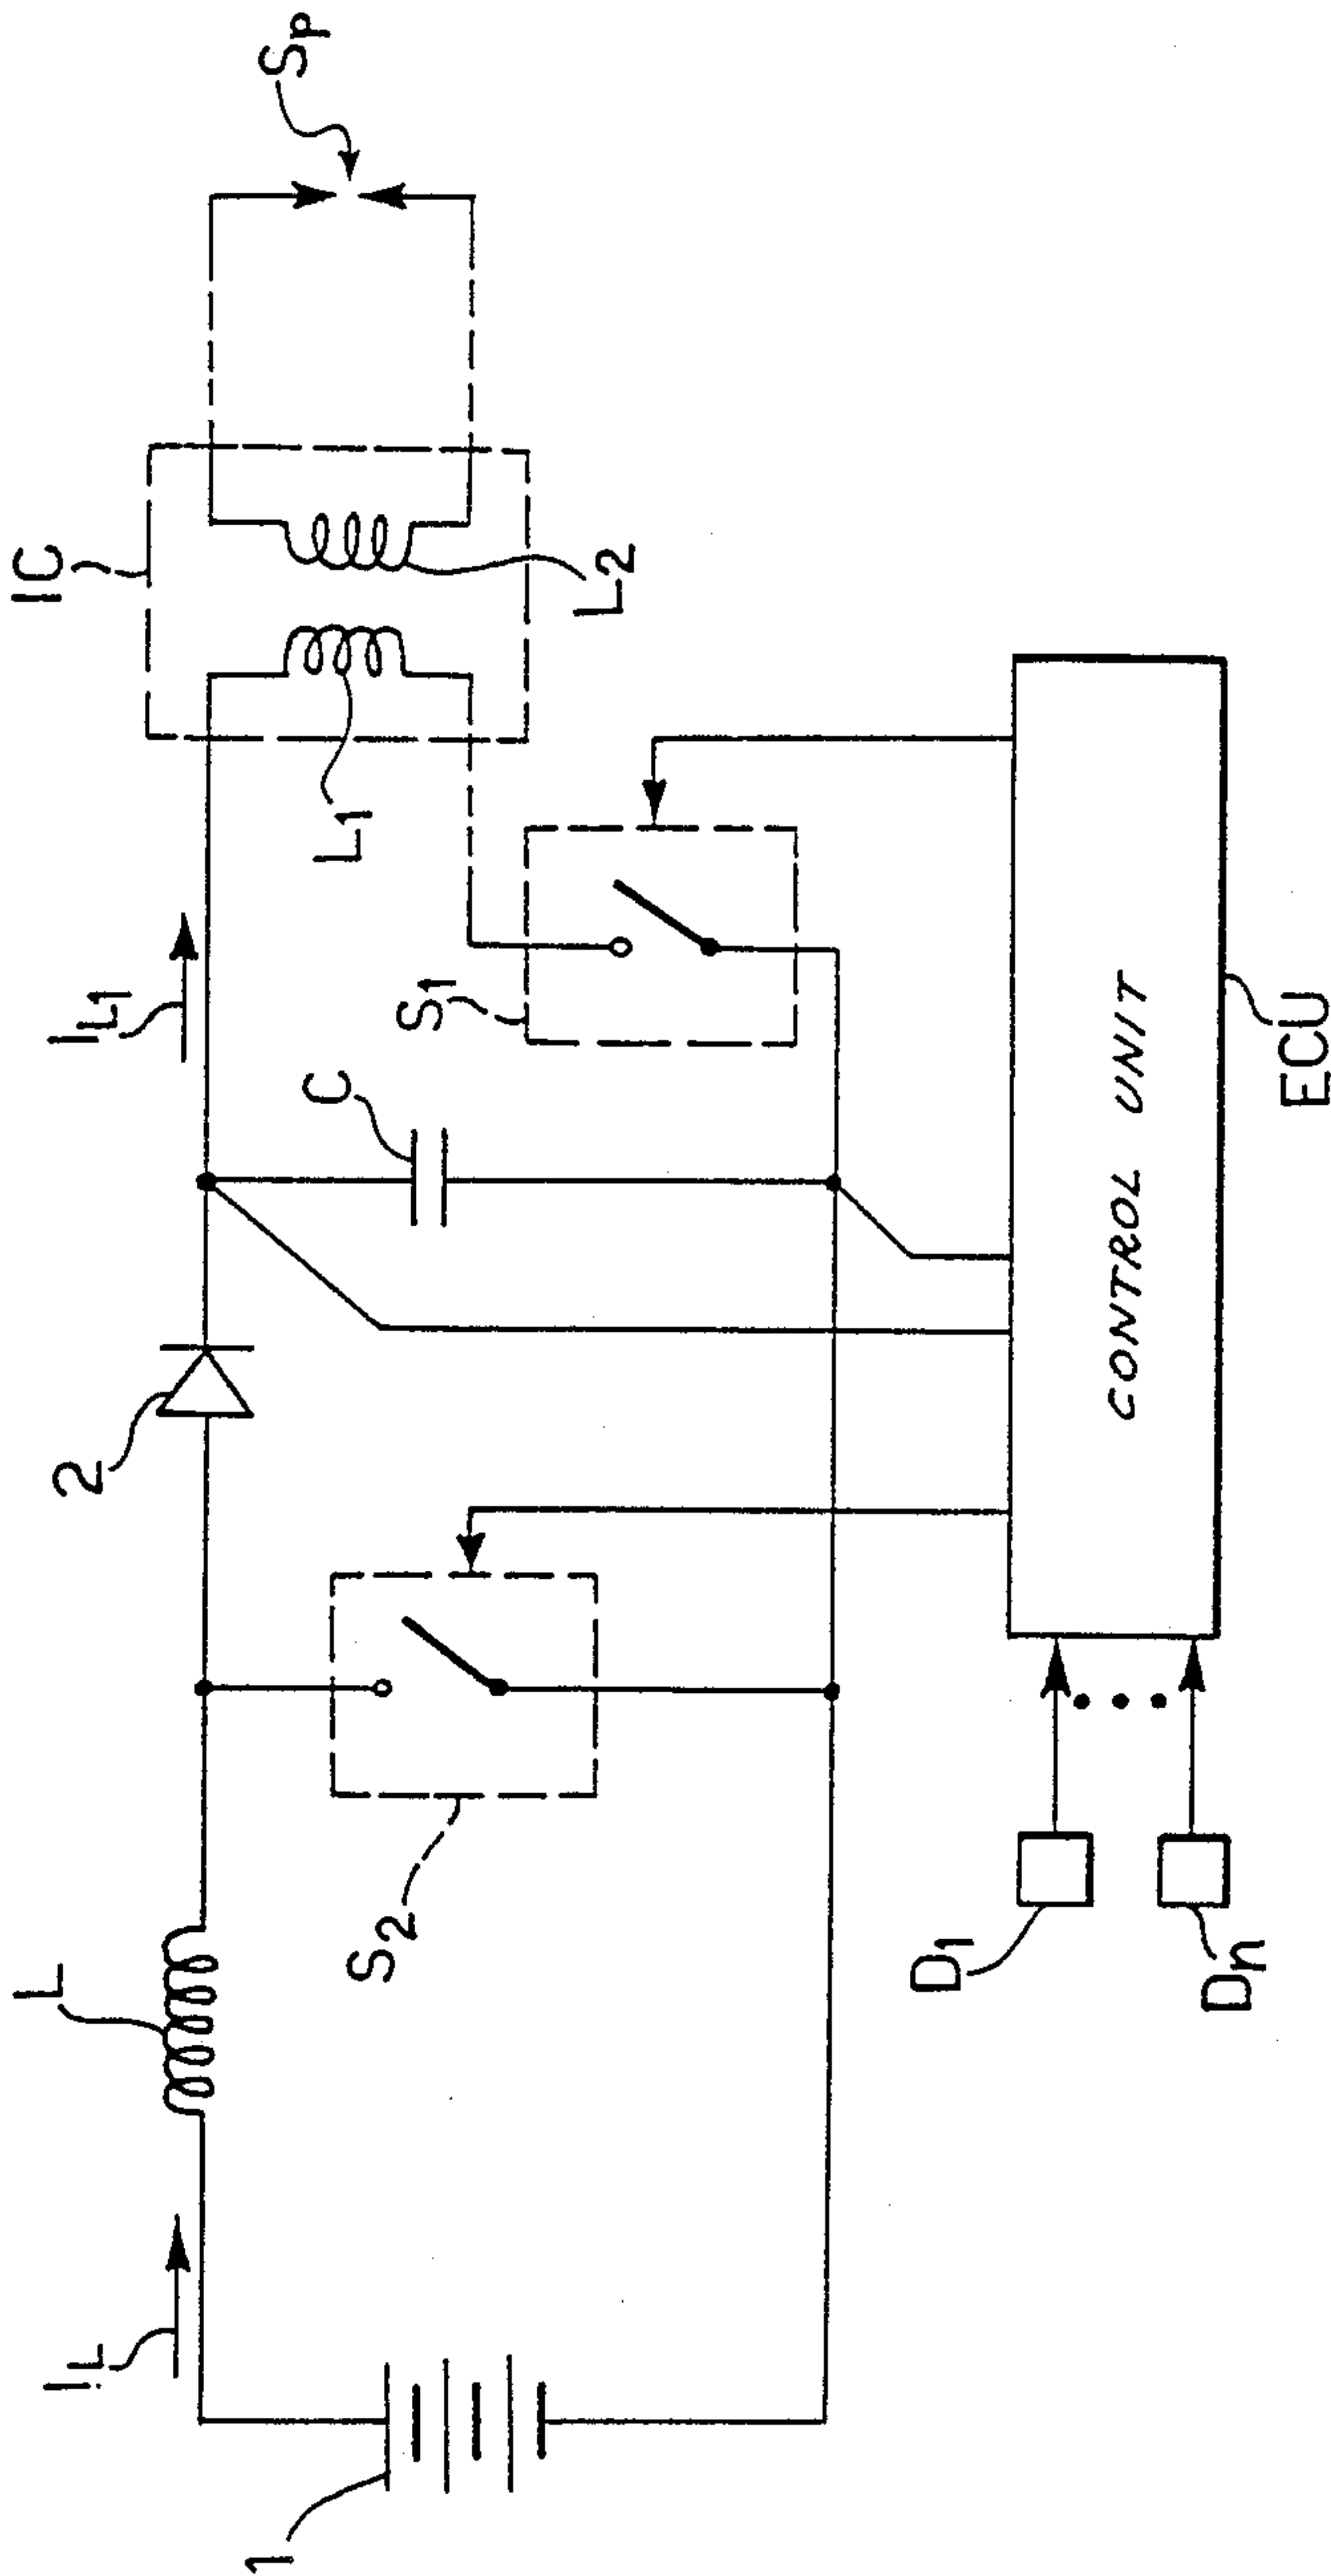 IC
Sp
IL1
L2
L1
2
C
S1
L
IL
S2
1
CONTROL UNIT
ECU
D1
Dn